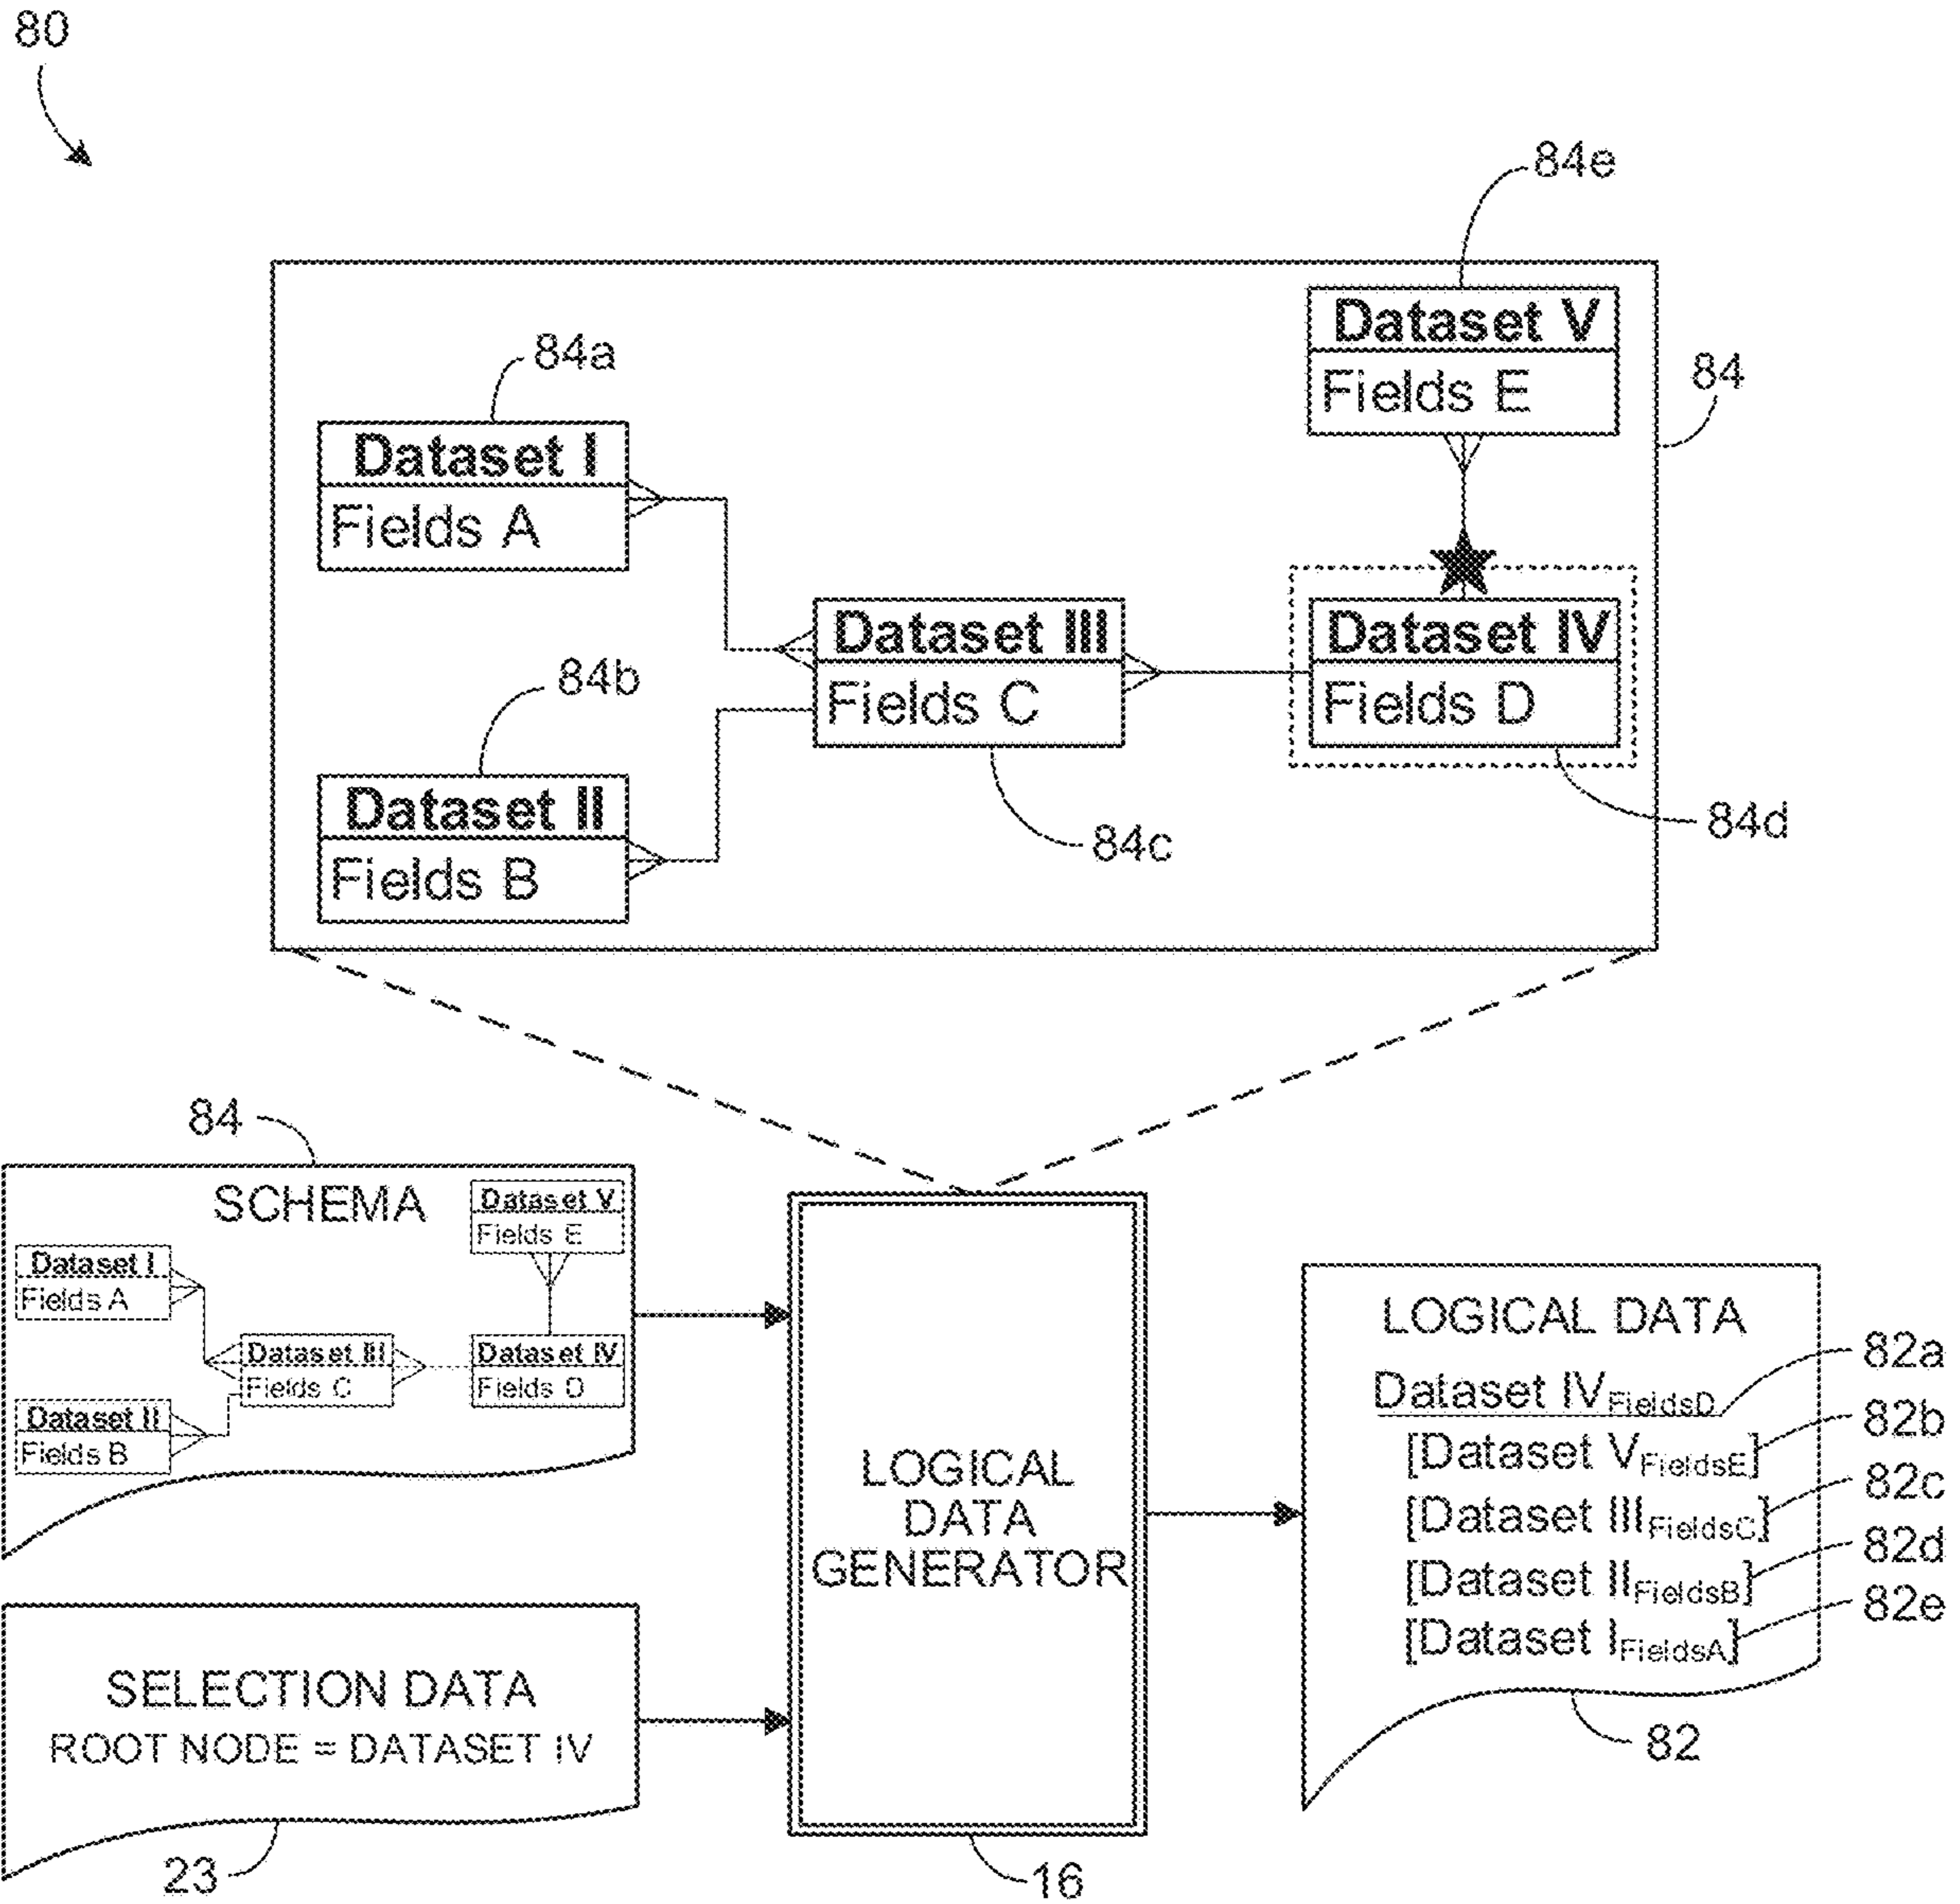 80
84e
Dataset V
Fields E
84
84a
Dataset I
Fields A
84b
Dataset II
Fields B
Dataset III
Fields C
84c
Dataset IV
Fields D
84d
84
SCHEMA
Dataset V
Fields E
Dataset I
Fields A
Dataset III
Fields C
Dataset IV
Fields D
Dataset II
Fields B
SELECTION DATA
ROOT NODE = DATASET IV
23
LOGICAL
DATA
GENERATOR
16
LOGICAL DATA
Dataset IVFieldsD
82a
[Dataset VFieldsE]
82b
[Dataset IIIFieldsC]
82c
[Dataset IIFieldsB]
82d
[Dataset IFieldsA]
82e
82